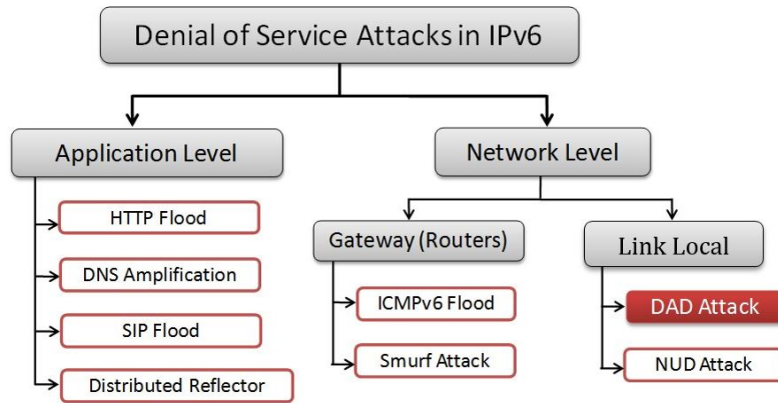 Denial of Service Attacks in IPv6
Application Level
HTTP Flood
DNS Amplification
SIP Flood
Distributed Reflector
Network Level
Gateway (Routers)
ICMPv6 Flood
Smurf Attack
Link Local
DAD Attack
NUD Attack